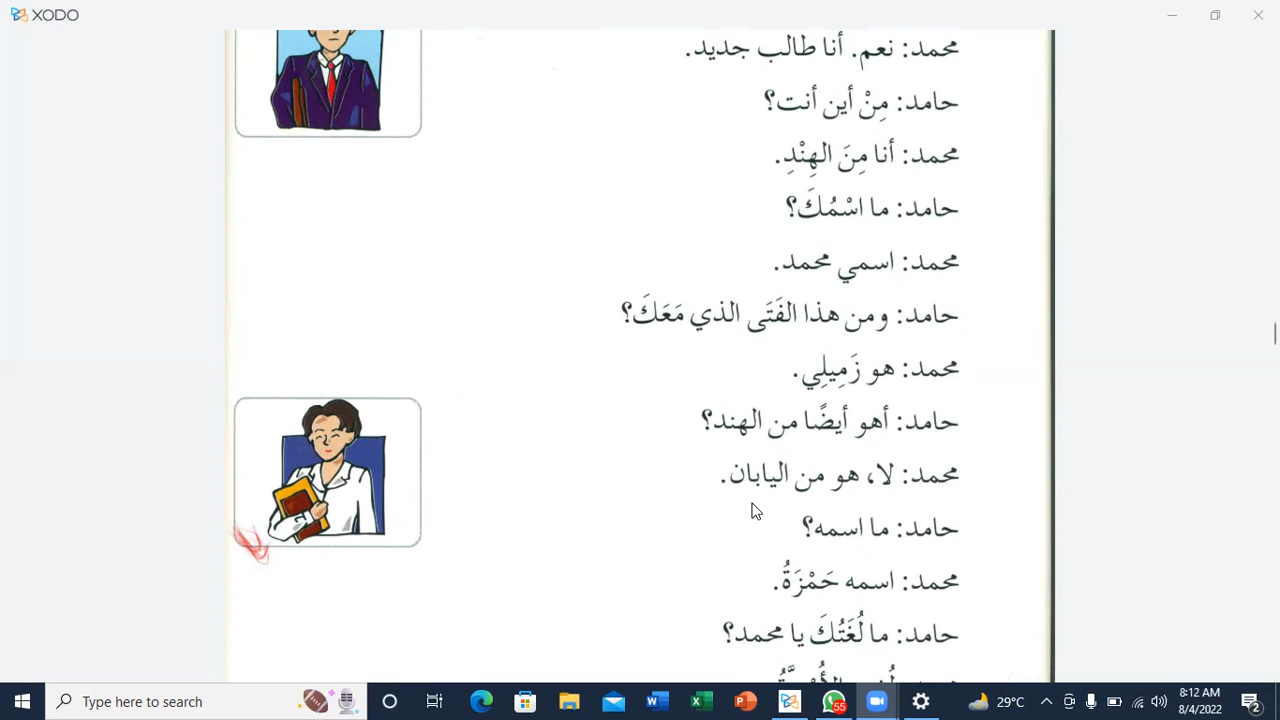 XODO
محمد: نعم. أنا طالب جديد.
حامد: مِنْ أين أنت؟
محمد: أنا مِنَ الهِنْدِ.
حامد: ما اسْمُكَ؟
محمد: اسمي محمد.
حامد: ومن هذا الفَتَى الذي مَعَكَ؟
محمد: هو زَمِيلِي.
حامد: أهو أيضًا من الهند؟
محمد: لا، هو من اليابان.
حامد: ما اسمه؟
محمد: اسمه حَمْزَةُ.
حامد: ما لُغَتُكَ يا محمد؟
Type here to search
55
29°C
8:12 AM
8/4/2022
2